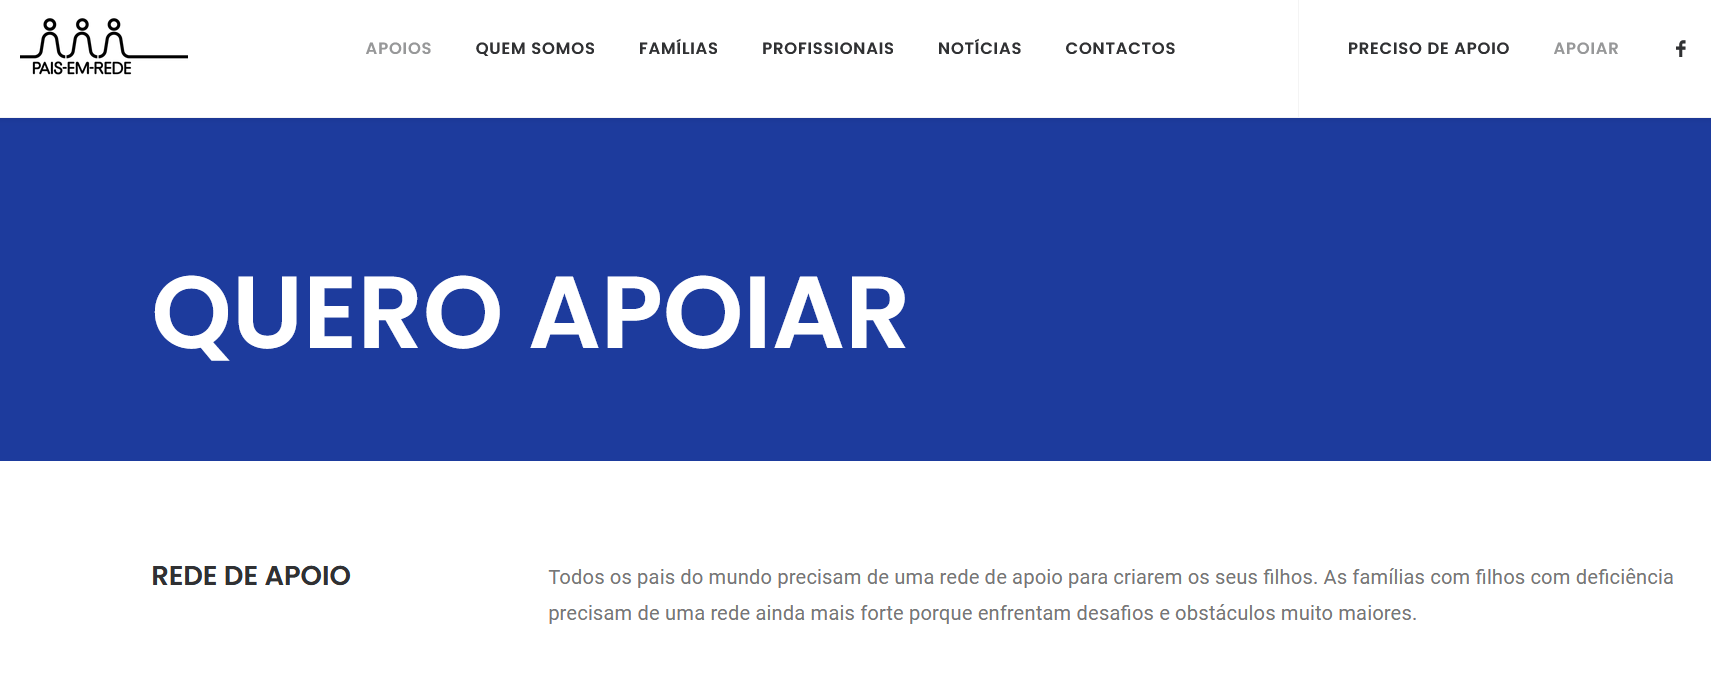 PAIS-EM-REDE
APOIOS QUEM SOMOS FAMÍLIAS PROFISSIONAIS NOTÍCIAS CONTACTOS PRECISO DE APOIO APOIAR
QUERO APOIAR
REDE DE APOIO
Todos os pais do mundo precisam de uma rede de apoio para criarem os seus filhos. As famílias com filhos com deficiência
precisam de uma rede ainda mais forte porque enfrentam desafios e obstáculos muito maiores.